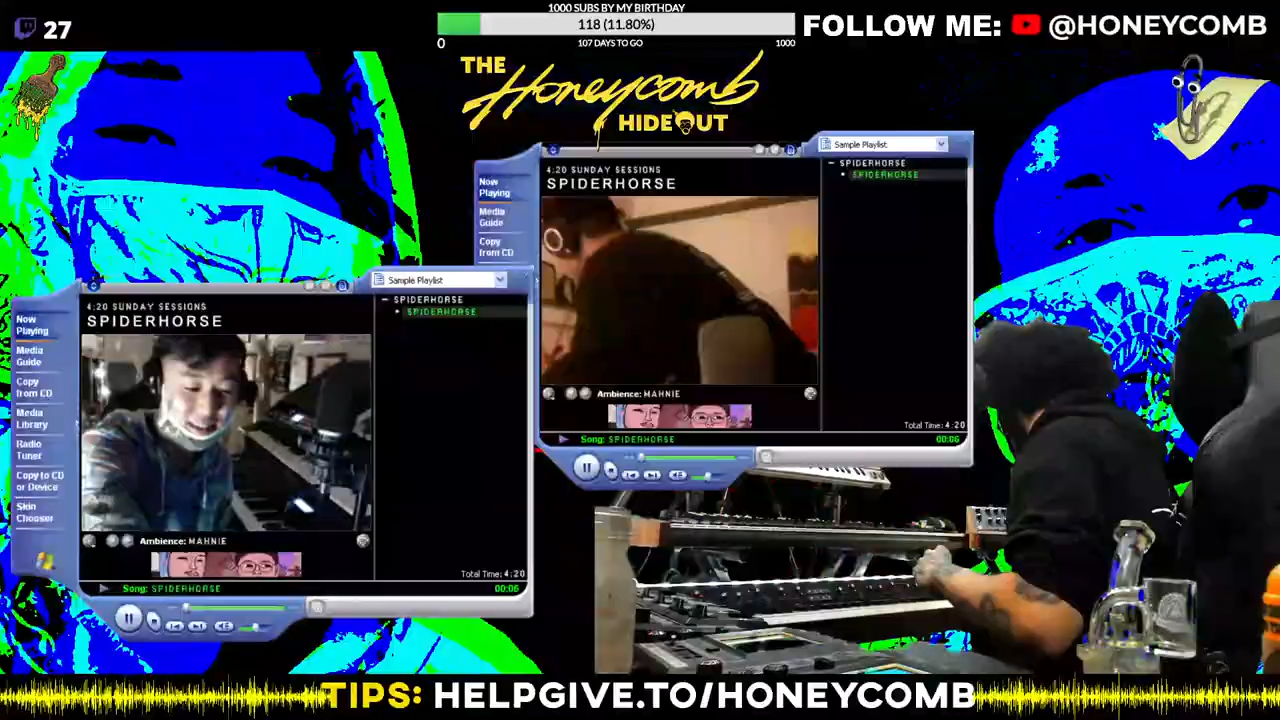 27
1000 SUBS BY MY BIRTHDAY
118 (11.80%)
0
107 DAYS TO GO
1000
FOLLOW ME: @HONEYCOMB
THE
Honeycomb
HIDEOUT
Sample Playlist
4:20 SUNDAY SESSIONS
SPIDERHORSE
SPIDERHORSE
SPIDERHORSE
Now
Playing
Media
Guide
Copy
from CD
Ambience: MAHNIE
Total Time: 4:20
Song: SPIDERHORSE
00:06
Sample Playlist
4:20 SUNDAY SESSIONS
SPIDERHORSE
SPIDERHORSE
SPIDERHORSE
Now
Playing
Media
Guide
Copy
from CD
Media
Library
Radio
Tuner
Copy to CD
or Device
Skin
Chooser
Ambience: MAHNIE
Total Time: 4:20
Song: SPIDERHORSE
00:06
TIPS: HELPGIVE.TO/HONEYCOMB